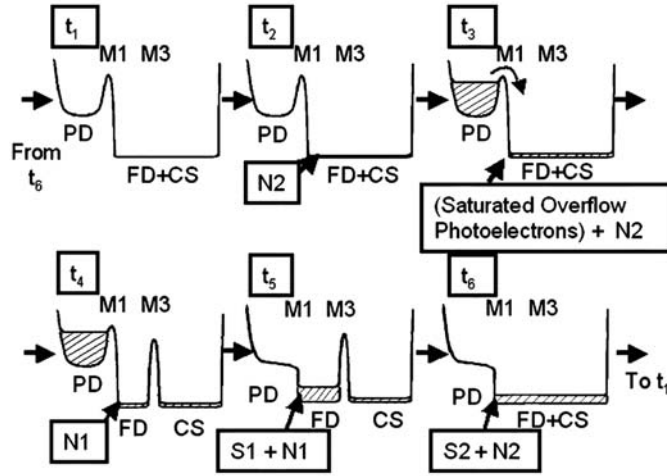 t1 t2 t3
M1 M3 M1 M3 M1 M3
PD PD PD
From
t6
FD+CS FD+CS FD+CS
N2
(Saturated Overflow
Photoelectrons) + N2
t4 t5 t6
M1 M3 M1 M3 M1 M3
PD PD PD
To t1
FD CS FD CS FD+CS
N1 S1 + N1 S2 + N2